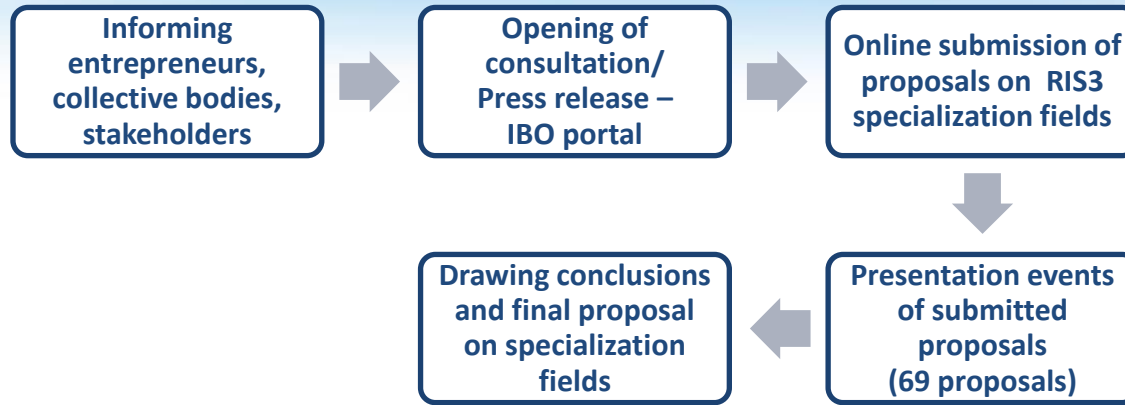 Informing
entrepreneurs,
collective bodies,
stakeholders
Opening of
consultation/
Press release –
IBO portal
Online submission of
proposals on RIS3
specialization fields
Presentation events
of submitted
proposals
(69 proposals)
Drawing conclusions
and final proposal
on specialization
fields